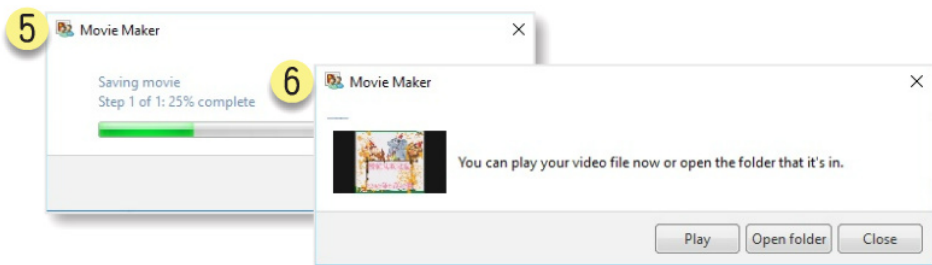 5
Movie Maker
Saving movie
Step 1 of 1: 25% complete
6
Movie Maker
You can play your video file now or open the folder that it's in.
Play
Open folder
Close